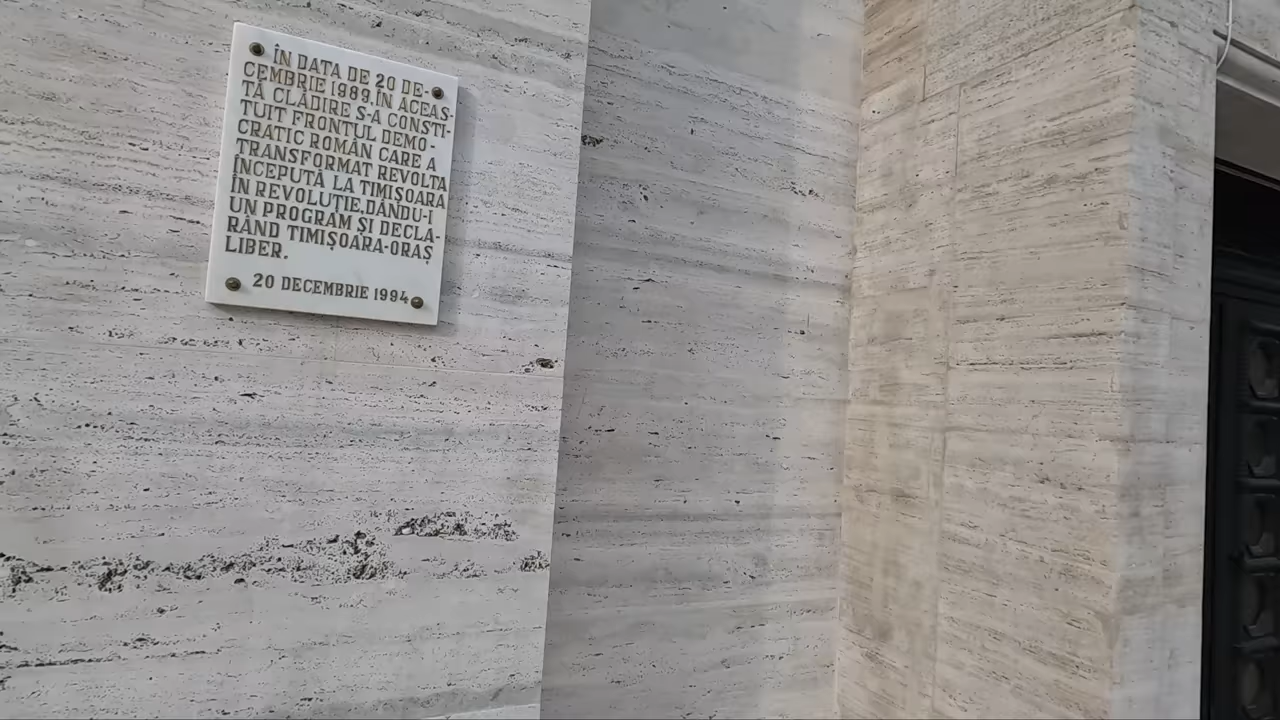 ÎN DATA DE 20 DE-
CEMBRIE 1989, ÎN ACEAS-
TĂ CLĂDIRE S-A CONSTI-
TUIT FRONTUL DEMO-
CRATIC ROMÂN CARE A
TRANSFORMAT REVOLTA
ÎNCEPUTĂ LA TIMIȘOARA
ÎN REVOLUȚIE, DÂNDU-I
UN PROGRAM ȘI DECLA-
RÂND TIMIȘOARA-ORAȘ
LIBER.
20 DECEMBRIE 1994